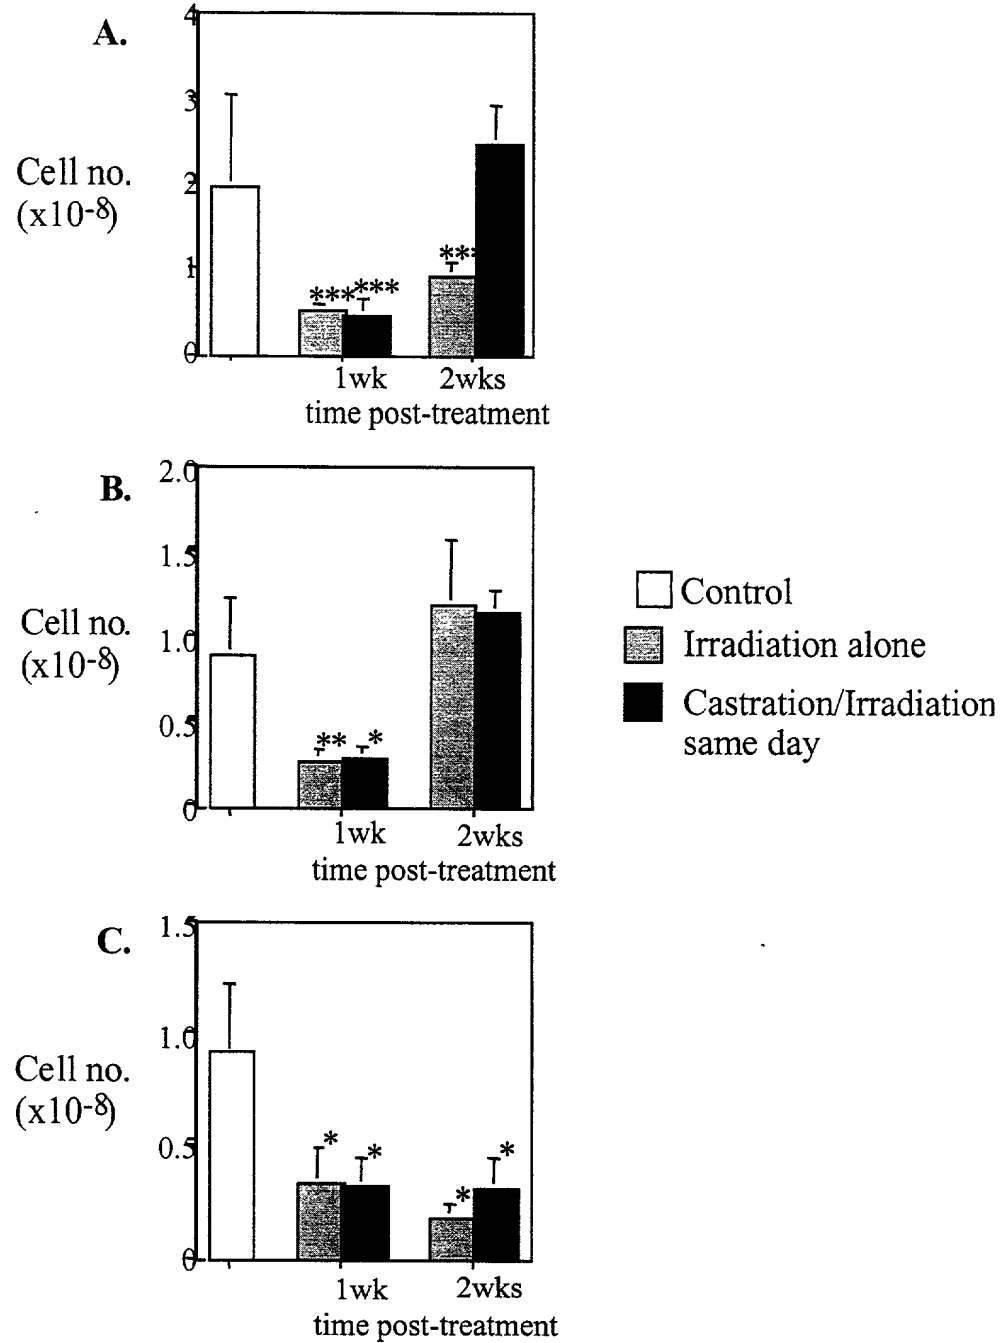 A.
4
3
2
1
0
Cell no.
(x10-8)
***
***
***
1wk 2wks
time post-treatment
B.
2.0
1.5
1.0
0.5
0
Cell no.
(x10-8)
**
*
1wk 2wks
time post-treatment
Control
Irradiation alone
Castration/Irradiation
same day
C.
1.5
1.0
0.5
0
Cell no.
(x10-8)
*
*
*
*
1wk 2wks
time post-treatment